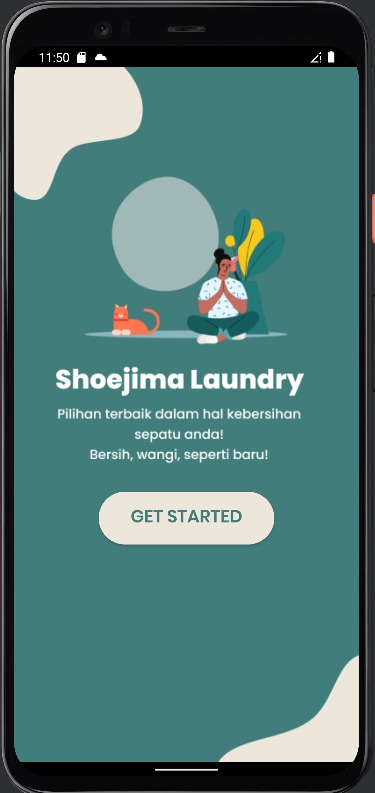 11:50
Shoejima Laundry
Pilihan terbaik dalam hal kebersihan
sepatu anda!
Bersih, wangi, seperti baru!
GET STARTED